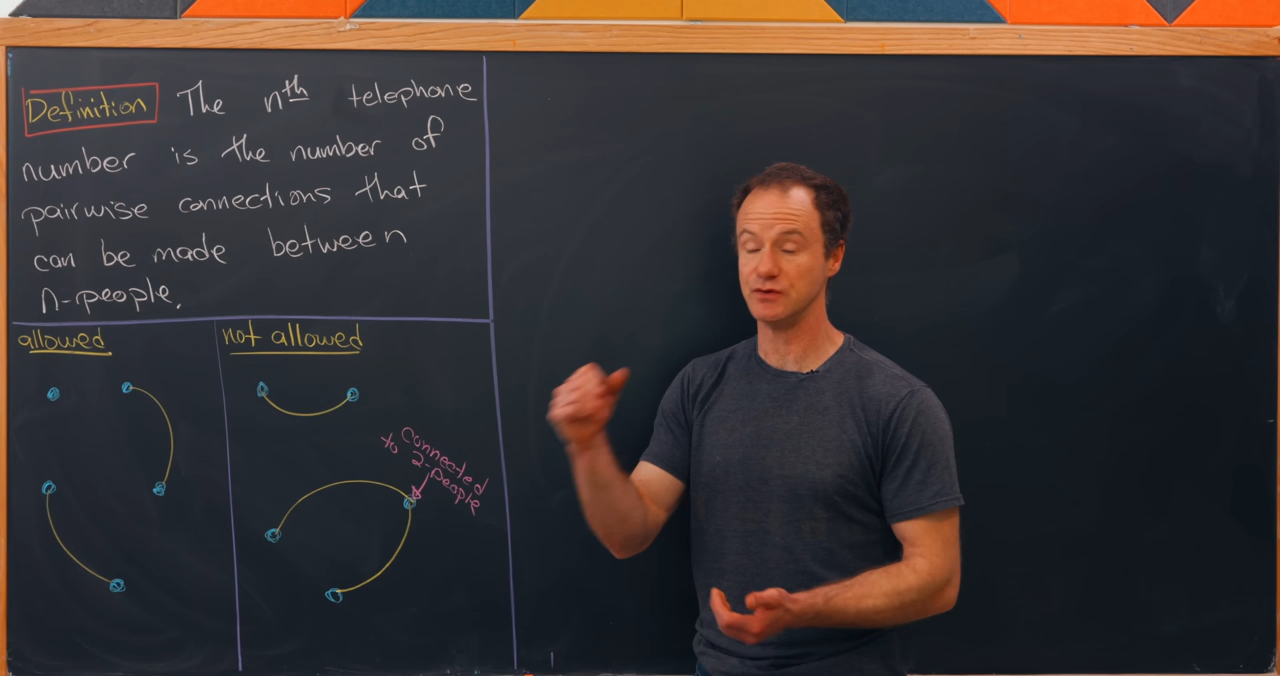 Definition The nth telephone
number is the number of
pairwise connections that
can be made between
n-people.
allowed
not allowed
Connected
to 2-people